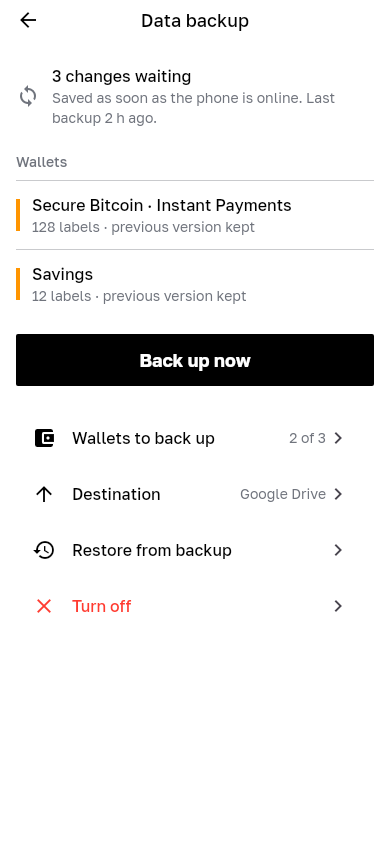 Data backup
3 changes waiting
Saved as soon as the phone is online. Last
backup 2 h ago.
Wallets
Secure Bitcoin · Instant Payments
128 labels · previous version kept
Savings
12 labels · previous version kept
Back up now
Wallets to back up 2 of 3
Destination Google Drive
Restore from backup
Turn off